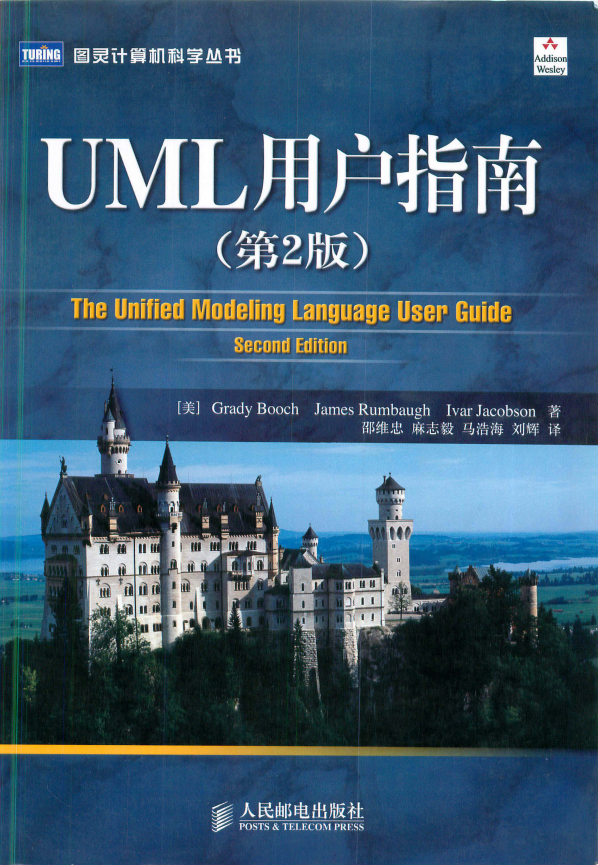 TURING 图灵计算机科学丛书
Addison
Wesley
UML用户指南
（第2版）
The Unified Modeling Language User Guide
Second Edition
[美] Grady Booch James Rumbaugh Ivar Jacobson 著
邵维忠 麻志毅 马浩海 刘辉 译
人民邮电出版社
POSTS & TELECOM PRESS